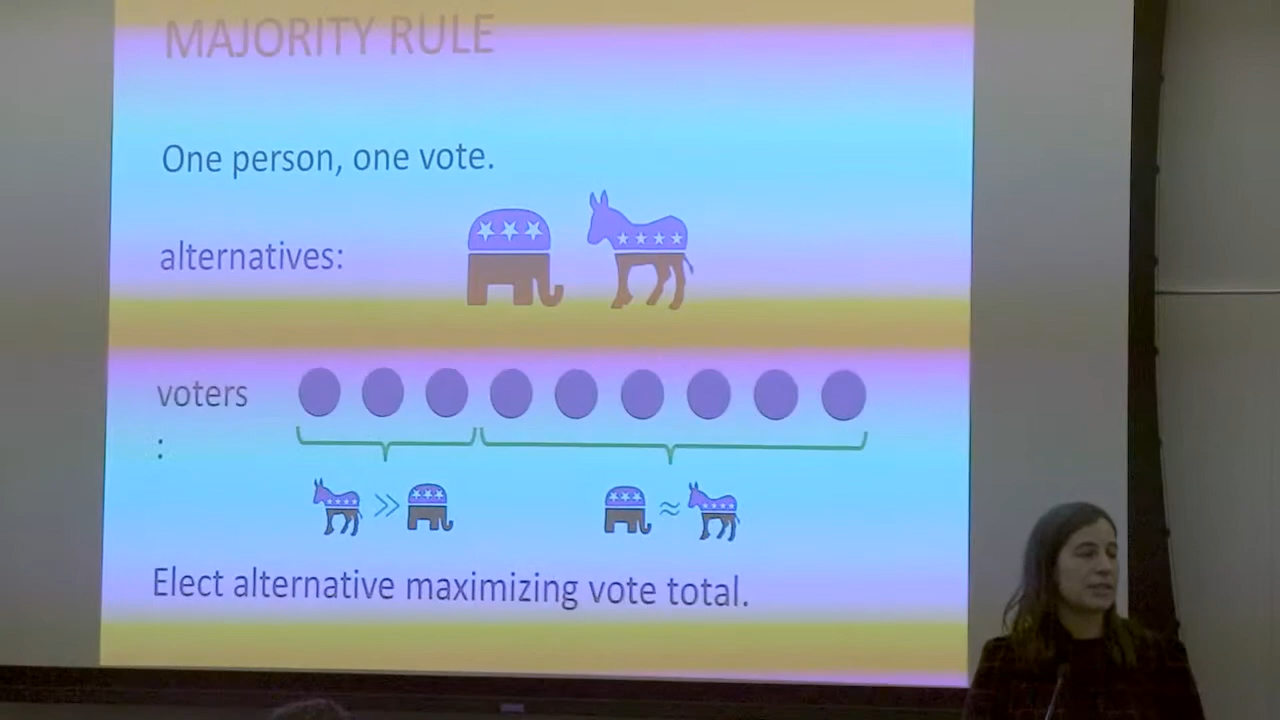 MAJORITY RULE
One person, one vote.
alternatives:
voters
:
>>
≈
Elect alternative maximizing vote total.